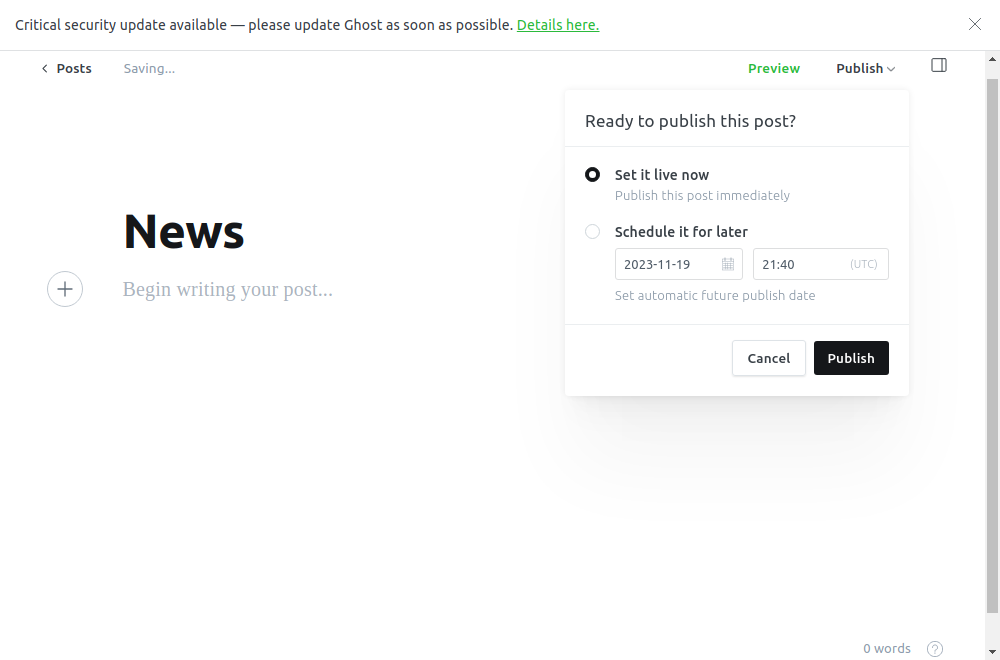 Critical security update available — please update Ghost as soon as possible. Details here.
Posts
Saving...
Preview
Publish
Ready to publish this post?
Set it live now
Publish this post immediately
Schedule it for later
2023-11-19
21:40
(UTC)
Set automatic future publish date
Cancel
Publish
News
Begin writing your post...
0 words
?